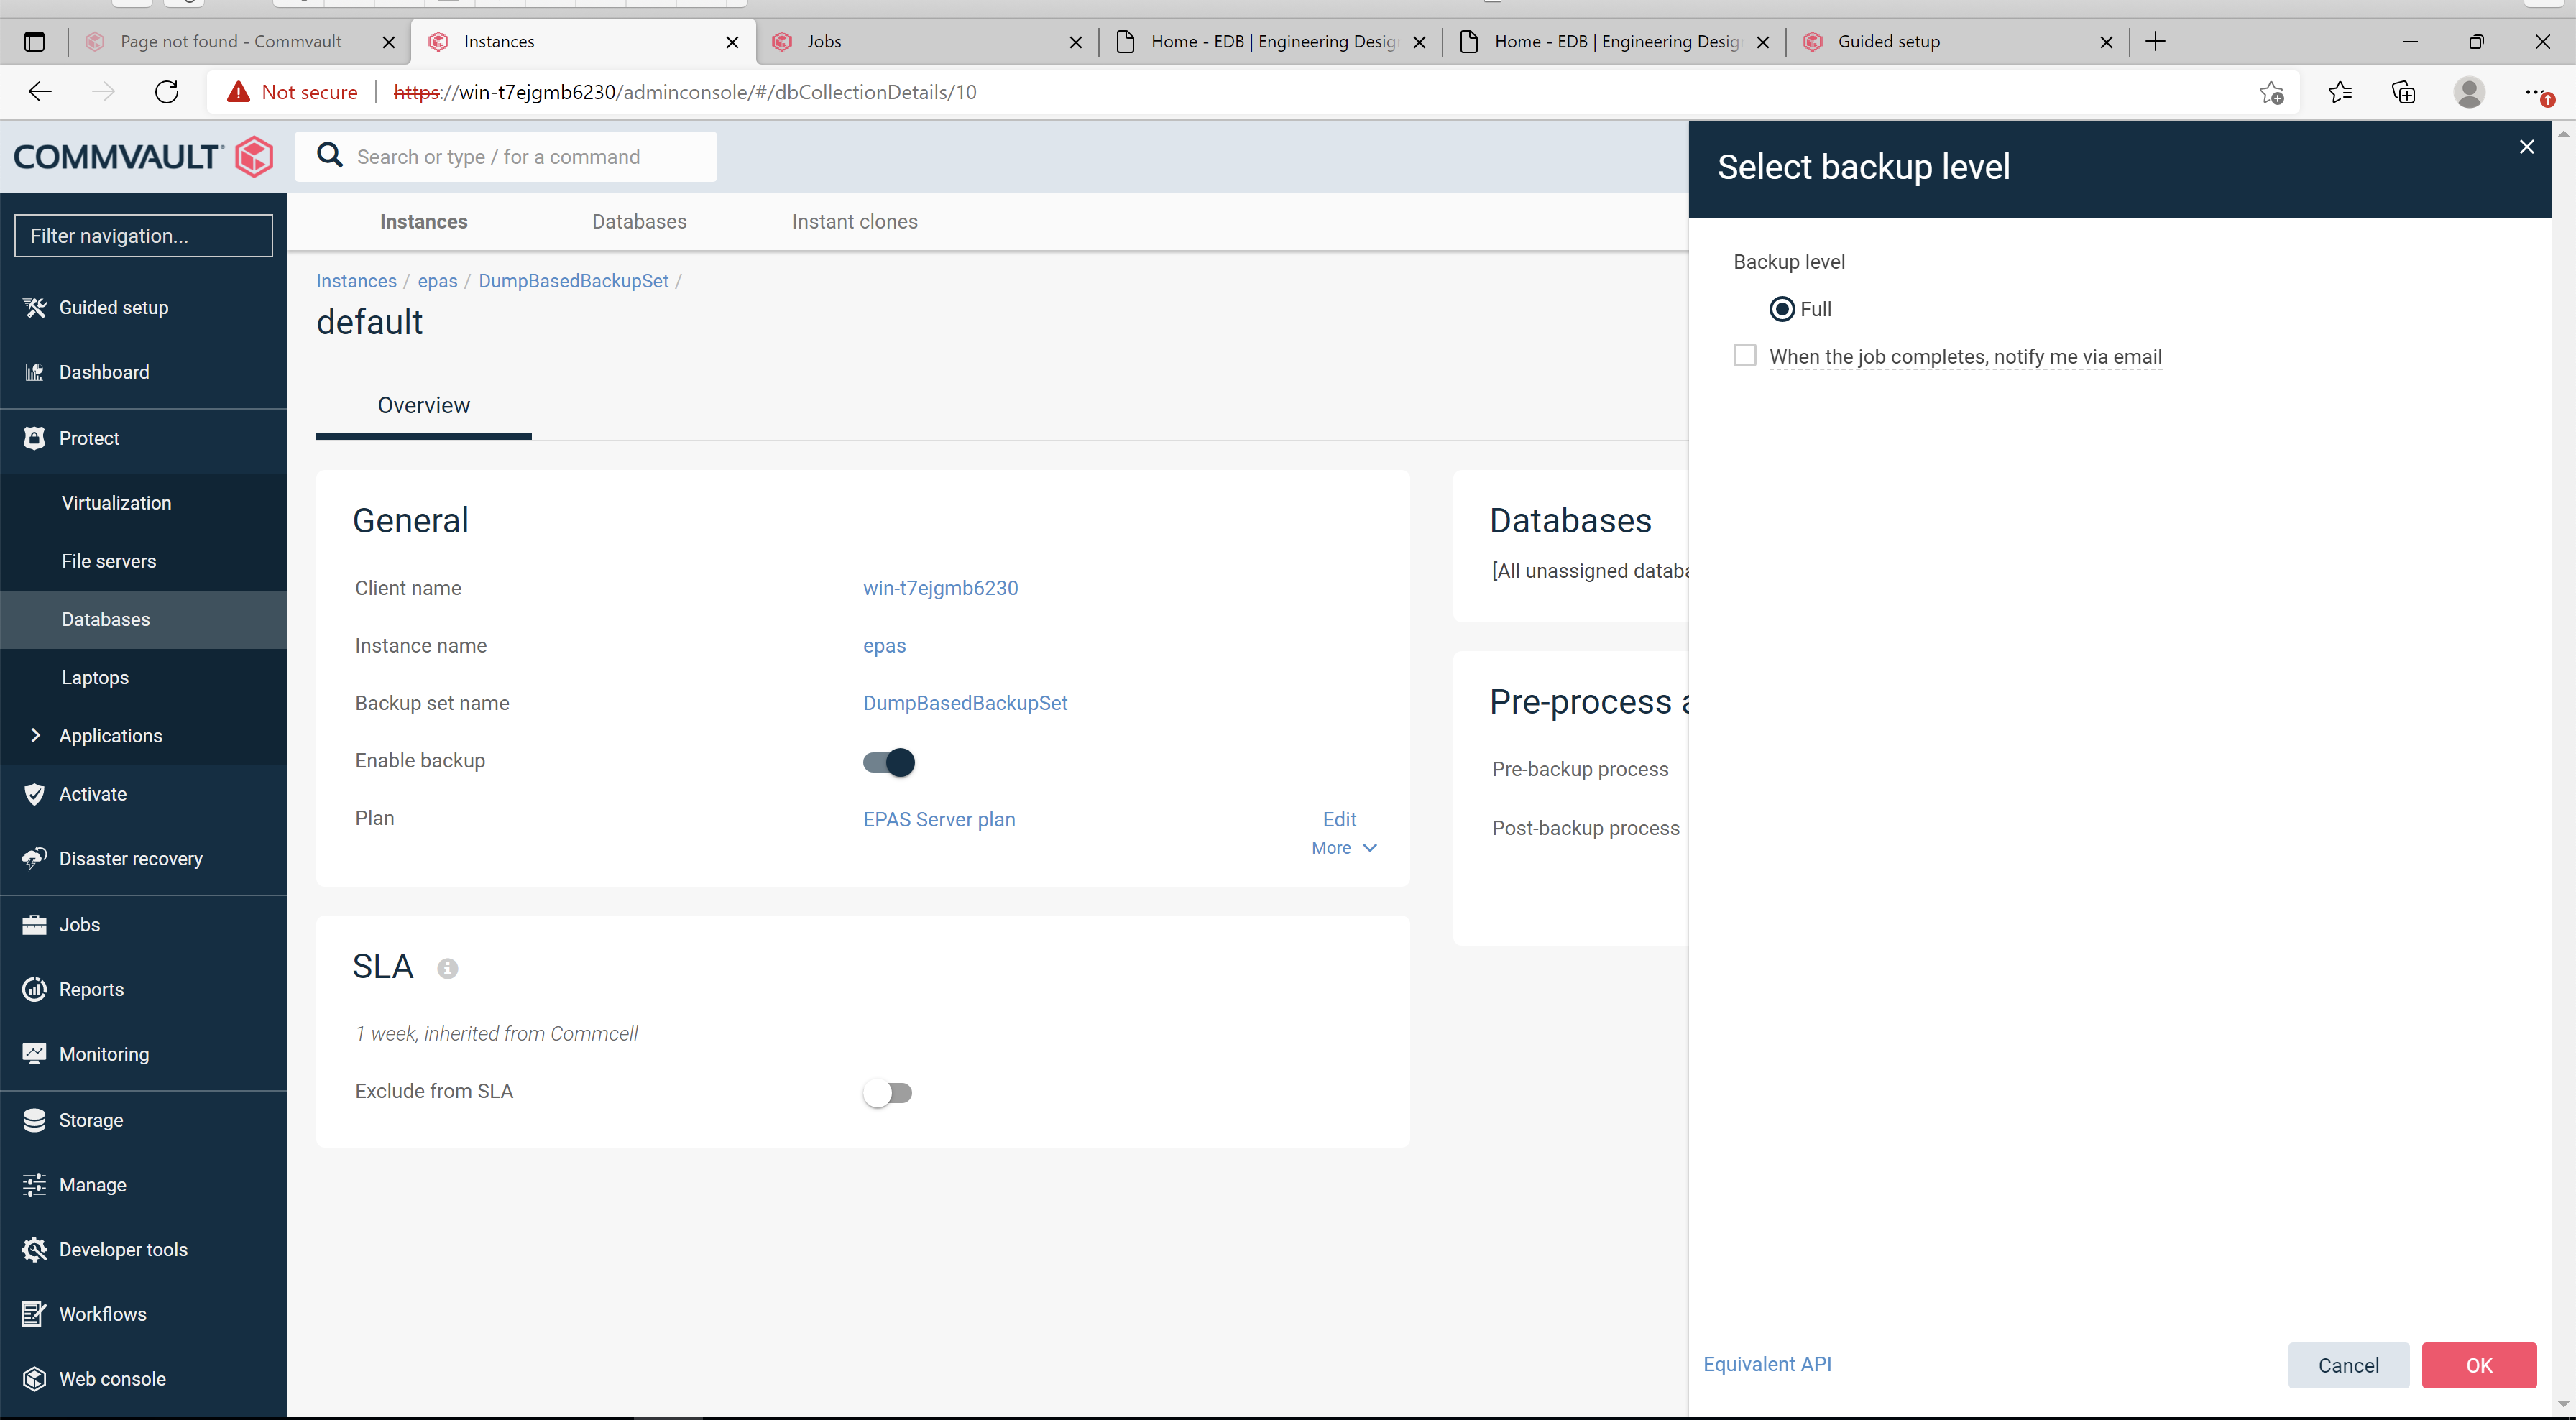 Page not found - Commvault
Instances
Jobs
Home - EDB | Engineering Desig
Home - EDB | Engineering Desig
Guided setup
Not secure
https://win-t7ejgmb6230/adminconsole/#/dbCollectionDetails/10
COMMVAULT
Search or type / for a command
Filter navigation...
Guided setup
Dashboard
Protect
Virtualization
File servers
Databases
Laptops
Applications
Activate
Disaster recovery
Jobs
Reports
Monitoring
Storage
Manage
Developer tools
Workflows
Web console
Instances
Databases
Instant clones
Instances / epas / DumpBasedBackupSet /
default
Overview
General
Client name win-t7ejgmb6230
Instance name epas
Backup set name DumpBasedBackupSet
Enable backup
Plan EPAS Server plan Edit
More
SLA
1 week, inherited from Commcell
Exclude from SLA
Databases
[All unassigned databa
Pre-process a
Pre-backup process
Post-backup process
Select backup level
Backup level
Full
When the job completes, notify me via email
Equivalent API
Cancel
OK